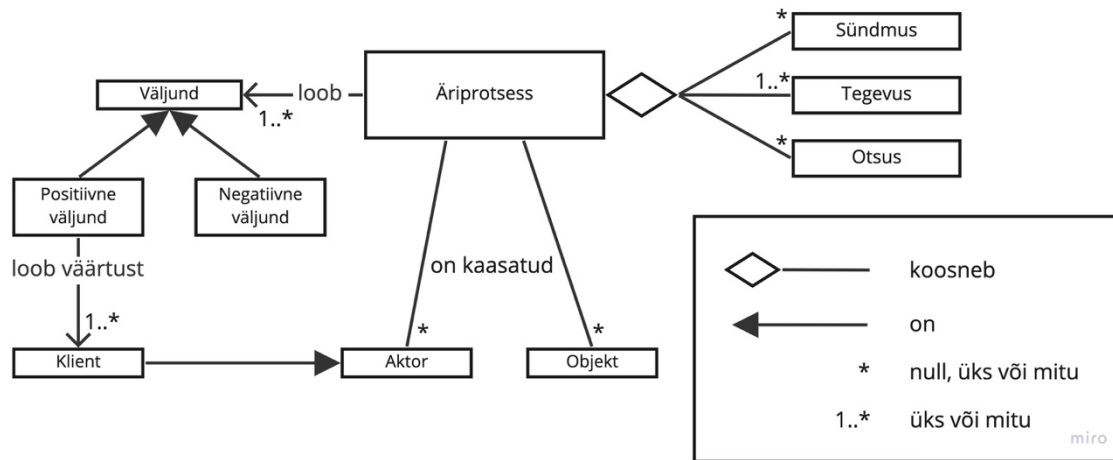 *
Sündmus
Väljund
1..*
loob
Äriprotsess
1..*
Tegevus
*
Otsus
Positiivne
väljund
Negatiivne
väljund
loob väärtust
on kaasatud
1..*
*
*
Klient
Aktor
Objekt
koosneb
on
* null, üks või mitu
1..* üks või mitu
miro